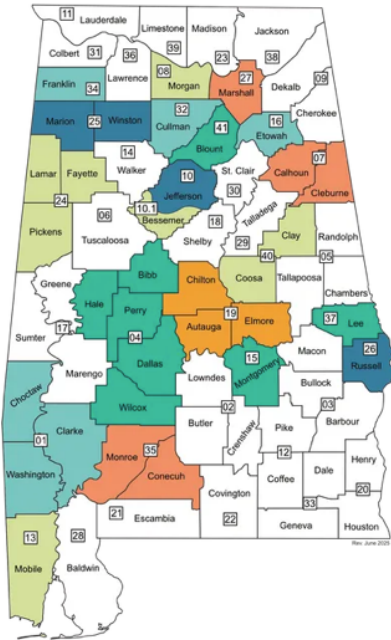 11 Lauderdale
Limestone
Madison
Jackson
Colbert 31
36
39
23
38
Franklin
34
Lawrence
08
Morgan
27
Marshall
Dekalb
09
Cherokee
Marion
25
Winston
32
Cullman
41
Blount
16
Etowah
14
Walker
Lamar
Fayette
24
10
Jefferson
St. Clair
30
07
Calhoun
Cleburne
10.1
Bessemer
06
Tuscaloosa
18
Shelby
Talladega
29
Clay
40
Randolph
05
Pickens
Greene
Bibb
Chilton
Coosa
Tallapoosa
Chambers
Hale
Perry
19
Autauga
Elmore
37
Lee
17
Sumter
04
Dallas
15
Montgomery
Macon
26
Russell
Marengo
Lowndes
Bullock
Choctaw
Wilcox
02
03
Clarke
Butler
Crenshaw
Pike
Barbour
01
Monroe
35
Conecuh
12
Henry
Washington
Covington
Coffee
Dale
20
21
Escambia
22
33
Geneva
Houston
13
Mobile
28
Baldwin
Rev. June 2025